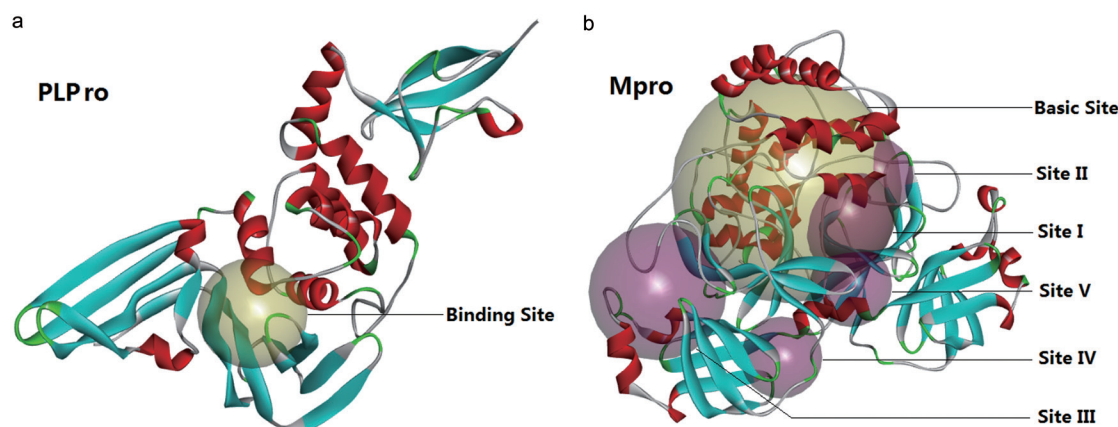 a
PLPro
Binding Site
b
Mpro
Basic Site
Site II
Site I
Site V
Site IV
Site III